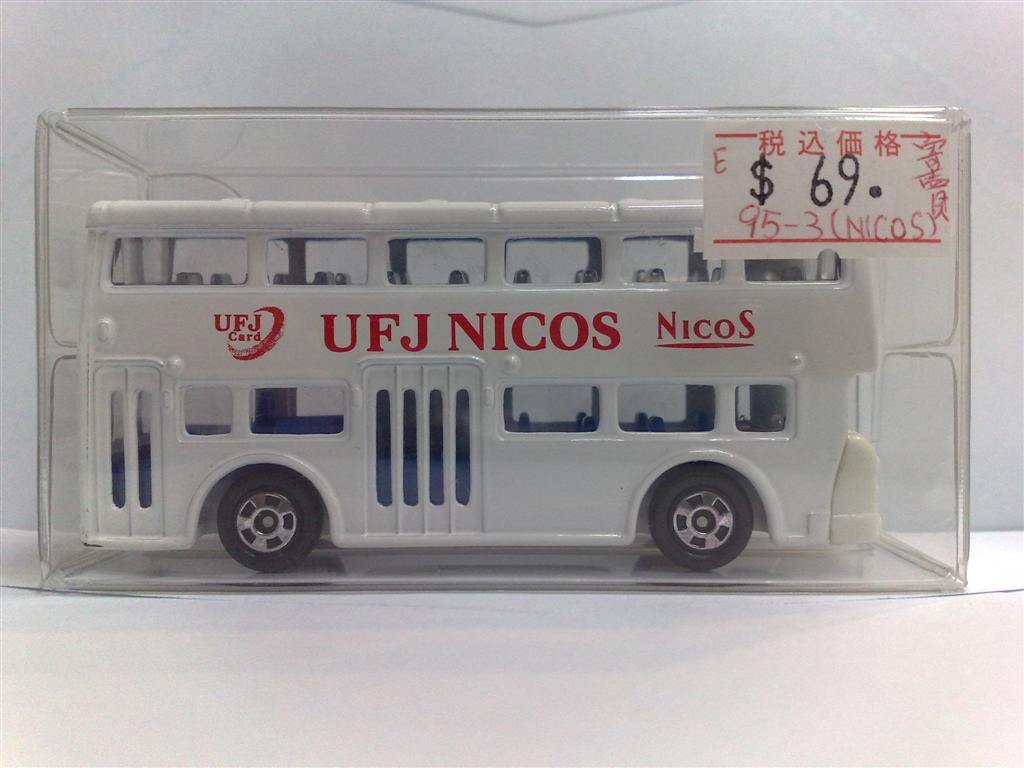 税込価格
E $ 69.
95-3(NICOS)
UFJ Card
UFJ NICOS
NICOS